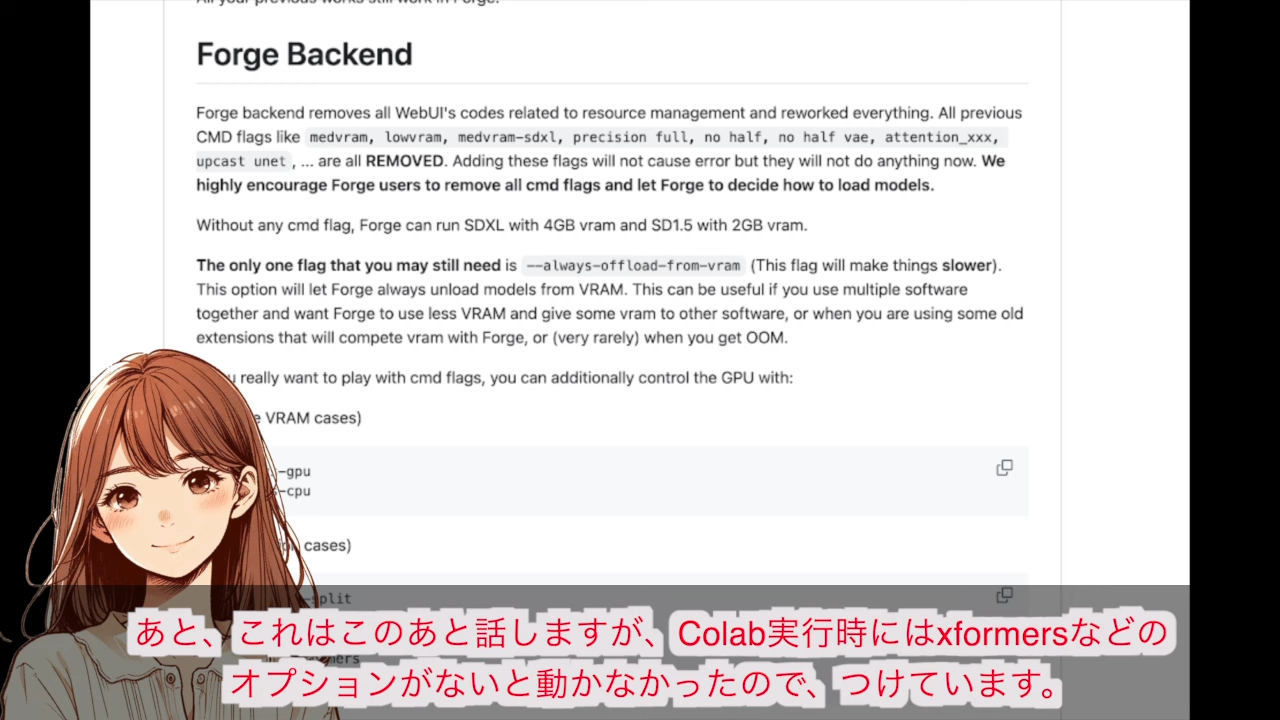 All your previous works still work in Forge.
Forge Backend
Forge backend removes all WebUI's codes related to resource management and reworked everything. All previous
CMD flags like medvram, lowvram, medvram-sdxl, precision full, no half, no half vae, attention_xxx,
upcast unet, ... are all REMOVED. Adding these flags will not cause error but they will not do anything now. We
highly encourage Forge users to remove all cmd flags and let Forge to decide how to load models.
Without any cmd flag, Forge can run SDXL with 4GB vram and SD1.5 with 2GB vram.
The only one flag that you may still need is --always-offload-from-vram (This flag will make things slower).
This option will let Forge always unload models from VRAM. This can be useful if you use multiple software
together and want Forge to use less VRAM and give some vram to other software, or when you are using some old
extensions that will compete vram with Forge, or (very rarely) when you get OOM.
really want to play with cmd flags, you can additionally control the GPU with:
VRAM cases)
-gpu
-cpu
cases)
split
あと、これはこのあと話しますが、Colab実行時にはxformersなどの
オプションがないと動かなかったので、つけています。